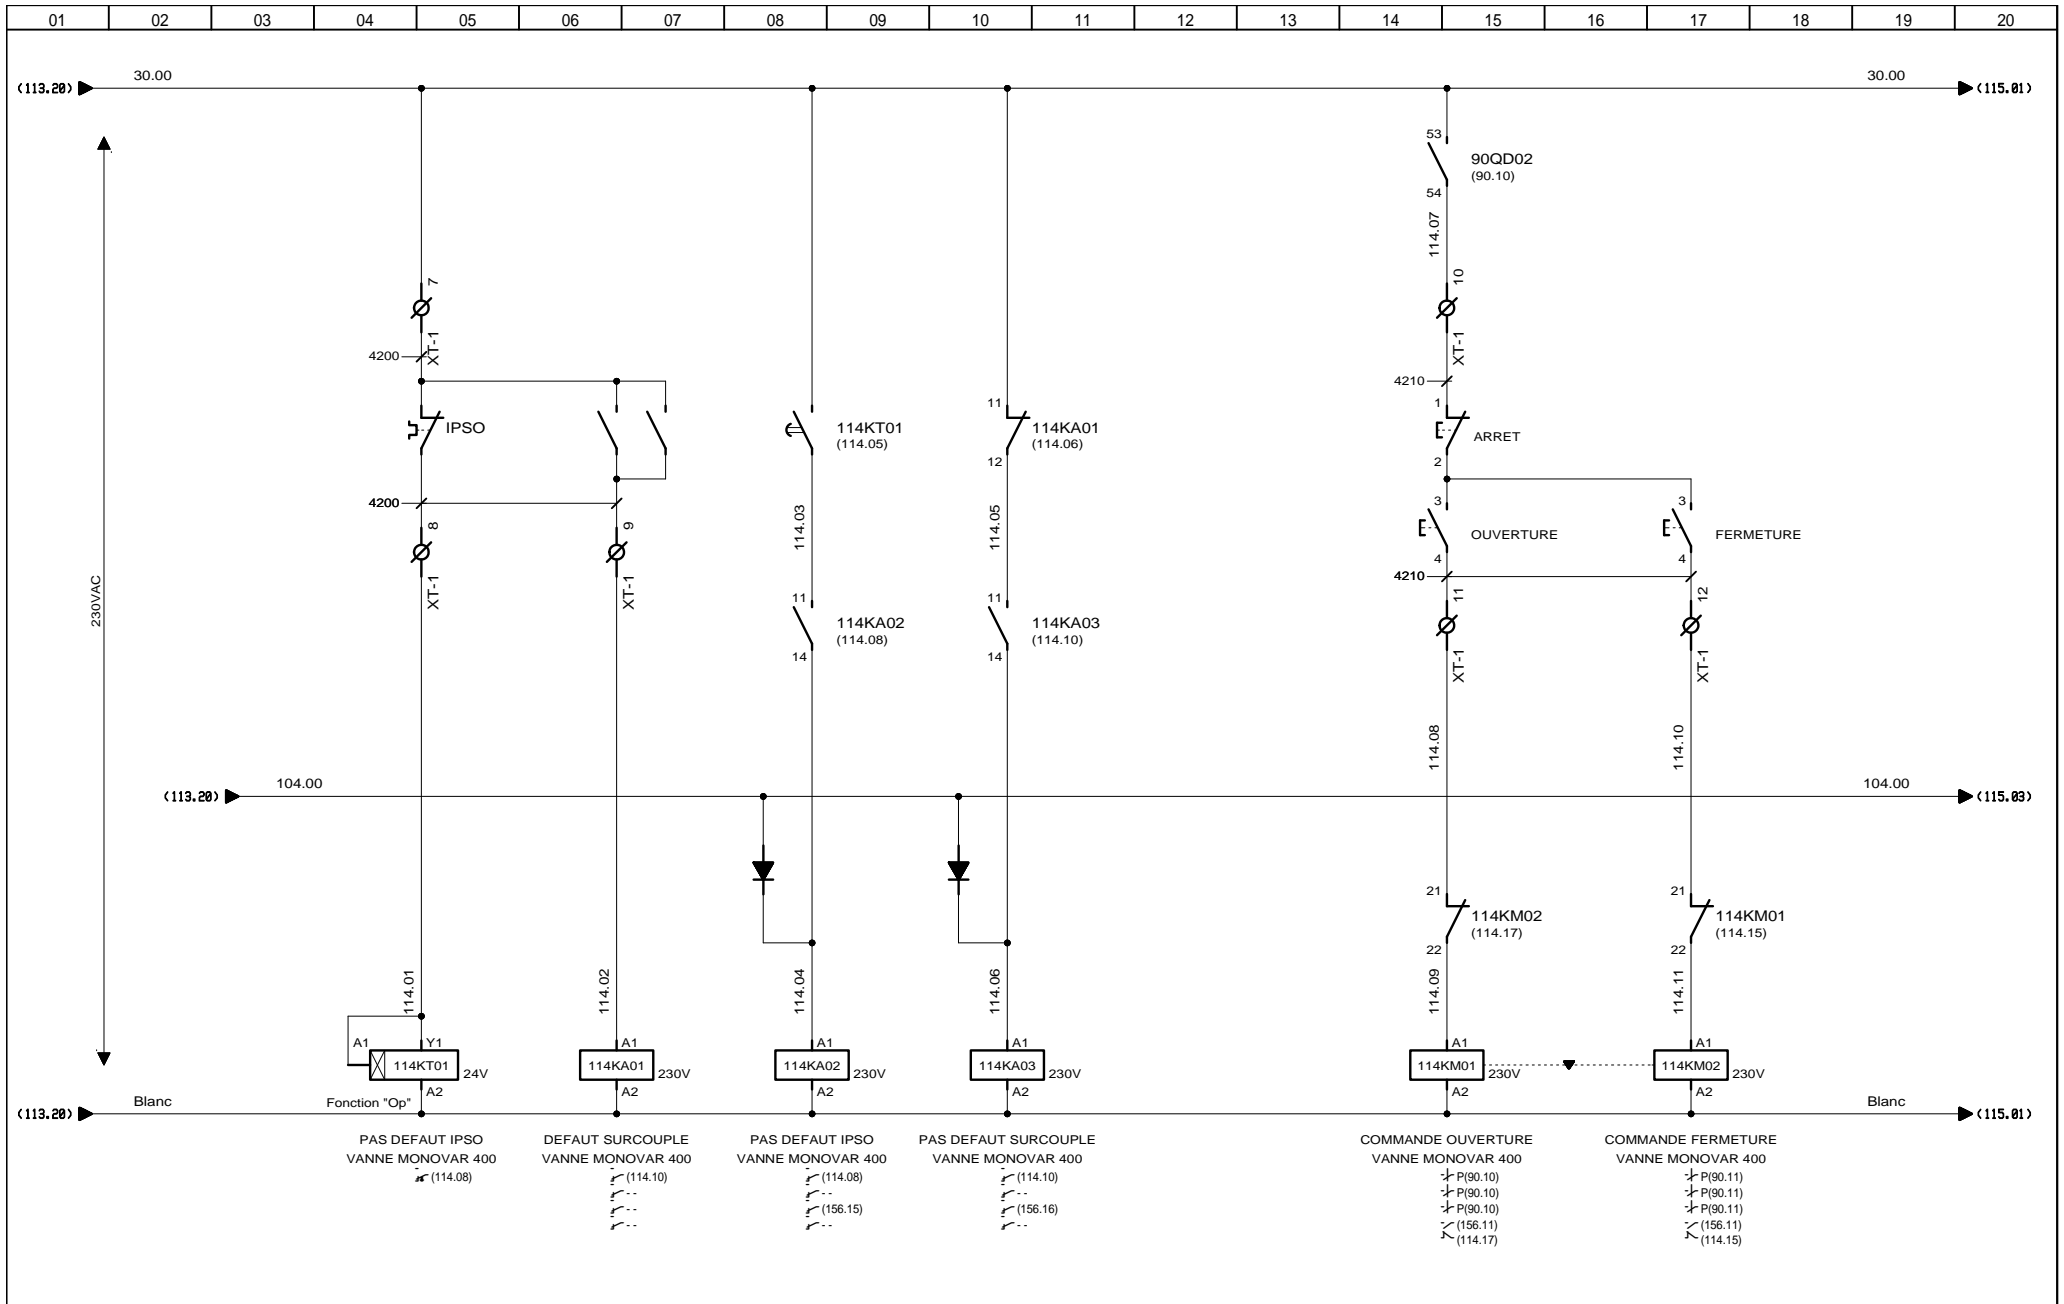 01 02 03 04 05 06 07 08 09 10 11 12 13 14 15 16 17 18 19 20
(113.20) 30.00 30.00 (115.01)
53
90QD02
(90.10)
54
114.07
7 10
XT-1 XT-1
4200
4210
11 1
IPSO 114KT01 114KA01 ARRET
(114.05) (114.06)
12 2
4200 3 3
8 9 114.03 114.05 OUVERTURE FERMETURE
4 4
4210
XT-1 XT-1 11 12
230VAC
11 11
114KA02 114KA03
(114.08) (114.10)
14 14
XT-1 XT-1
114.08 114.10
(113.20) 104.00 104.00 (115.03)
21 21
114KM02 114KM01
(114.17) (114.15)
22 22
114.01 114.02 114.04 114.06 114.09 114.11
A1 Y1 A1 A1 A1 A1 A1
114KT01 24V 114KA01 230V 114KA02 230V 114KA03 230V 114KM01 230V 114KM02 230V
A2 A2 A2 A2 A2 A2
(113.20) Blanc Fonction "Op" Blanc (115.01)
PAS DEFAUT IPSO
VANNE MONOVAR 400
(114.08)
DEFAUT SURCOUPLE
VANNE MONOVAR 400
(114.10)
--
--
--
PAS DEFAUT IPSO
VANNE MONOVAR 400
(114.08)
--
(156.15)
--
PAS DEFAUT SURCOUPLE
VANNE MONOVAR 400
(114.10)
--
(156.16)
--
COMMANDE OUVERTURE
VANNE MONOVAR 400
P(90.10)
P(90.10)
P(90.10)
(156.11)
(114.17)
COMMANDE FERMETURE
VANNE MONOVAR 400
P(90.11)
P(90.11)
P(90.11)
(156.11)
(114.15)